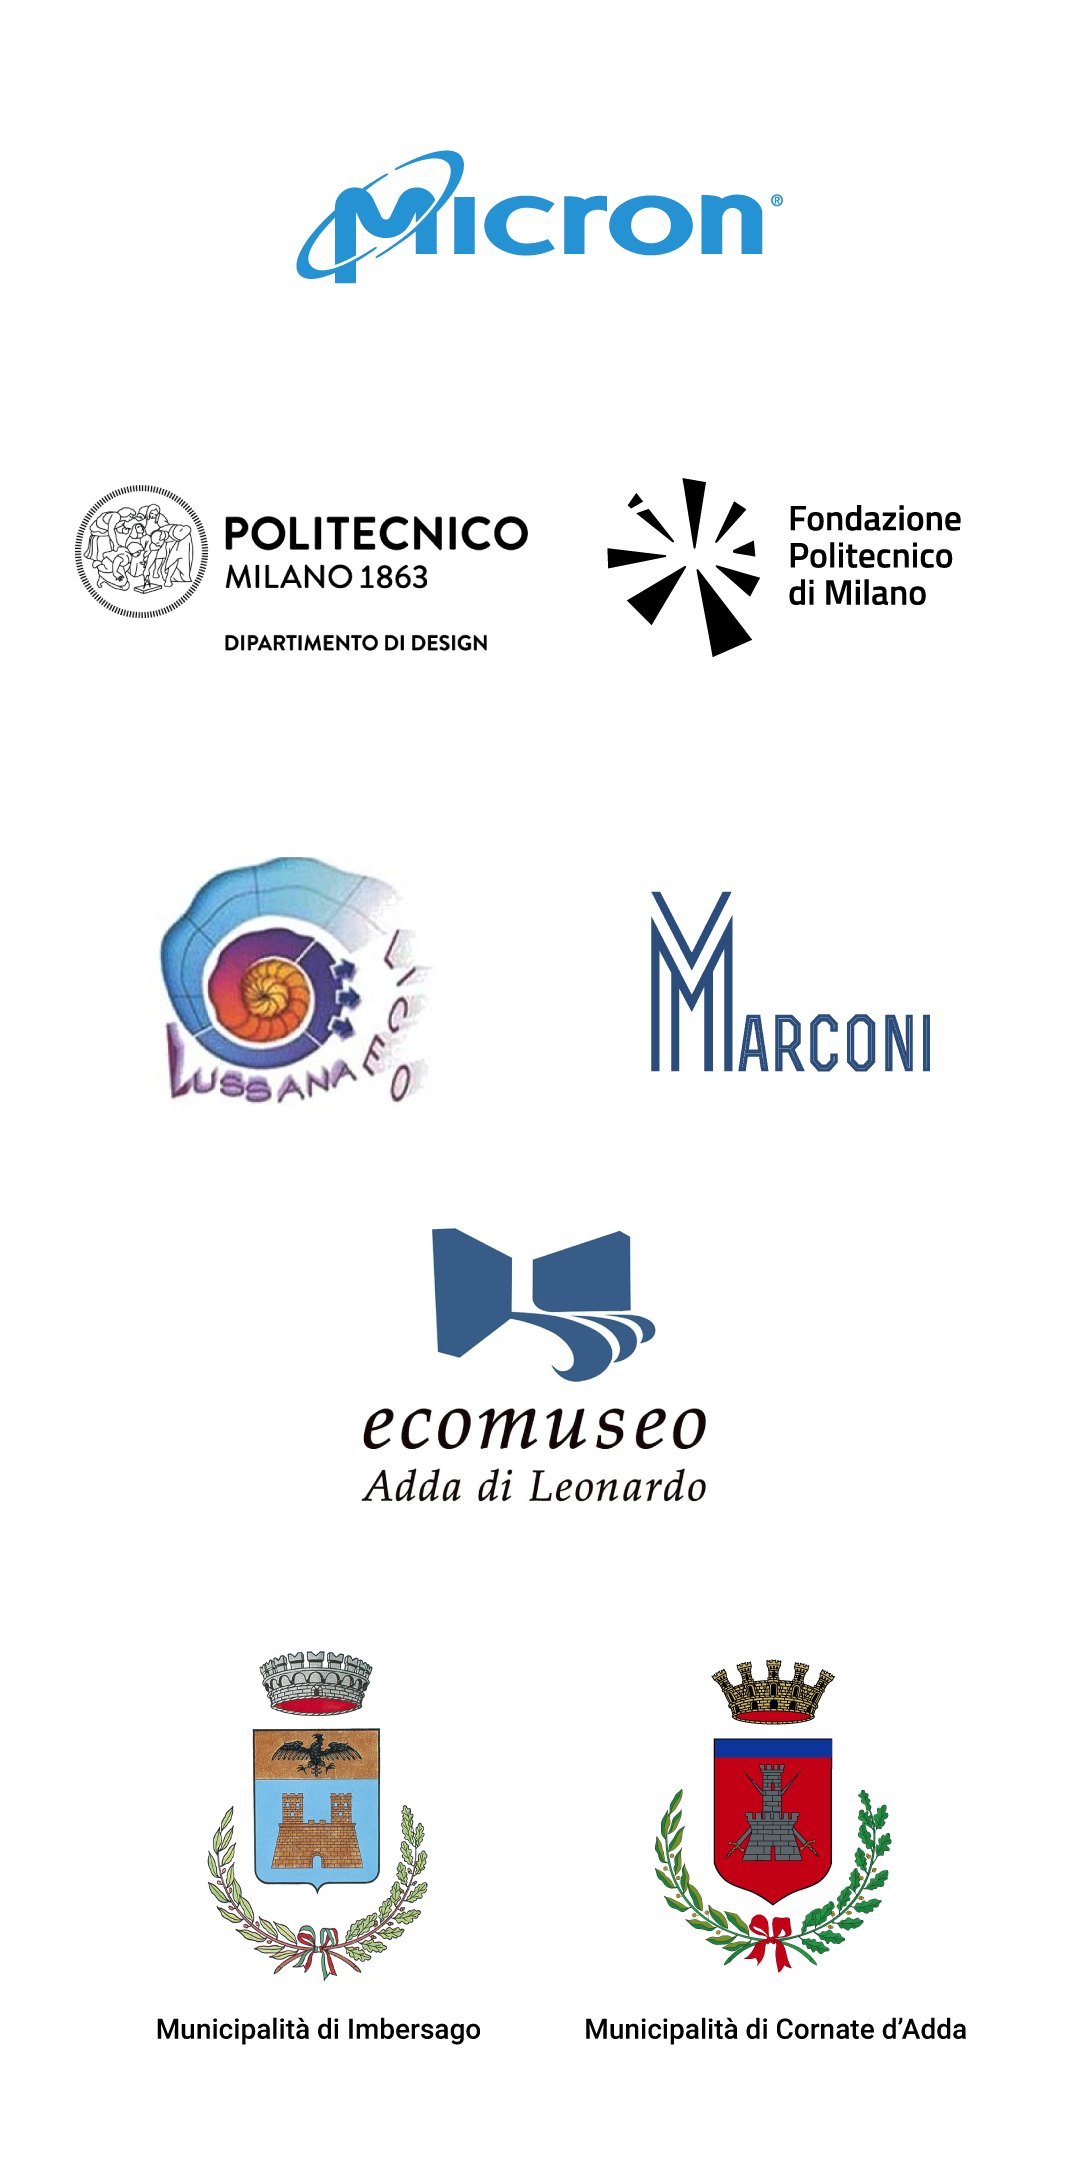 Micron®
POLITECNICO
MILANO 1863
DIPARTIMENTO DI DESIGN
Fondazione
Politecnico
di Milano
LUSSANA
LICEO
MARCONI
ecomuseo
Adda di Leonardo
Municipalità di Imbersago
Municipalità di Cornate d’Adda